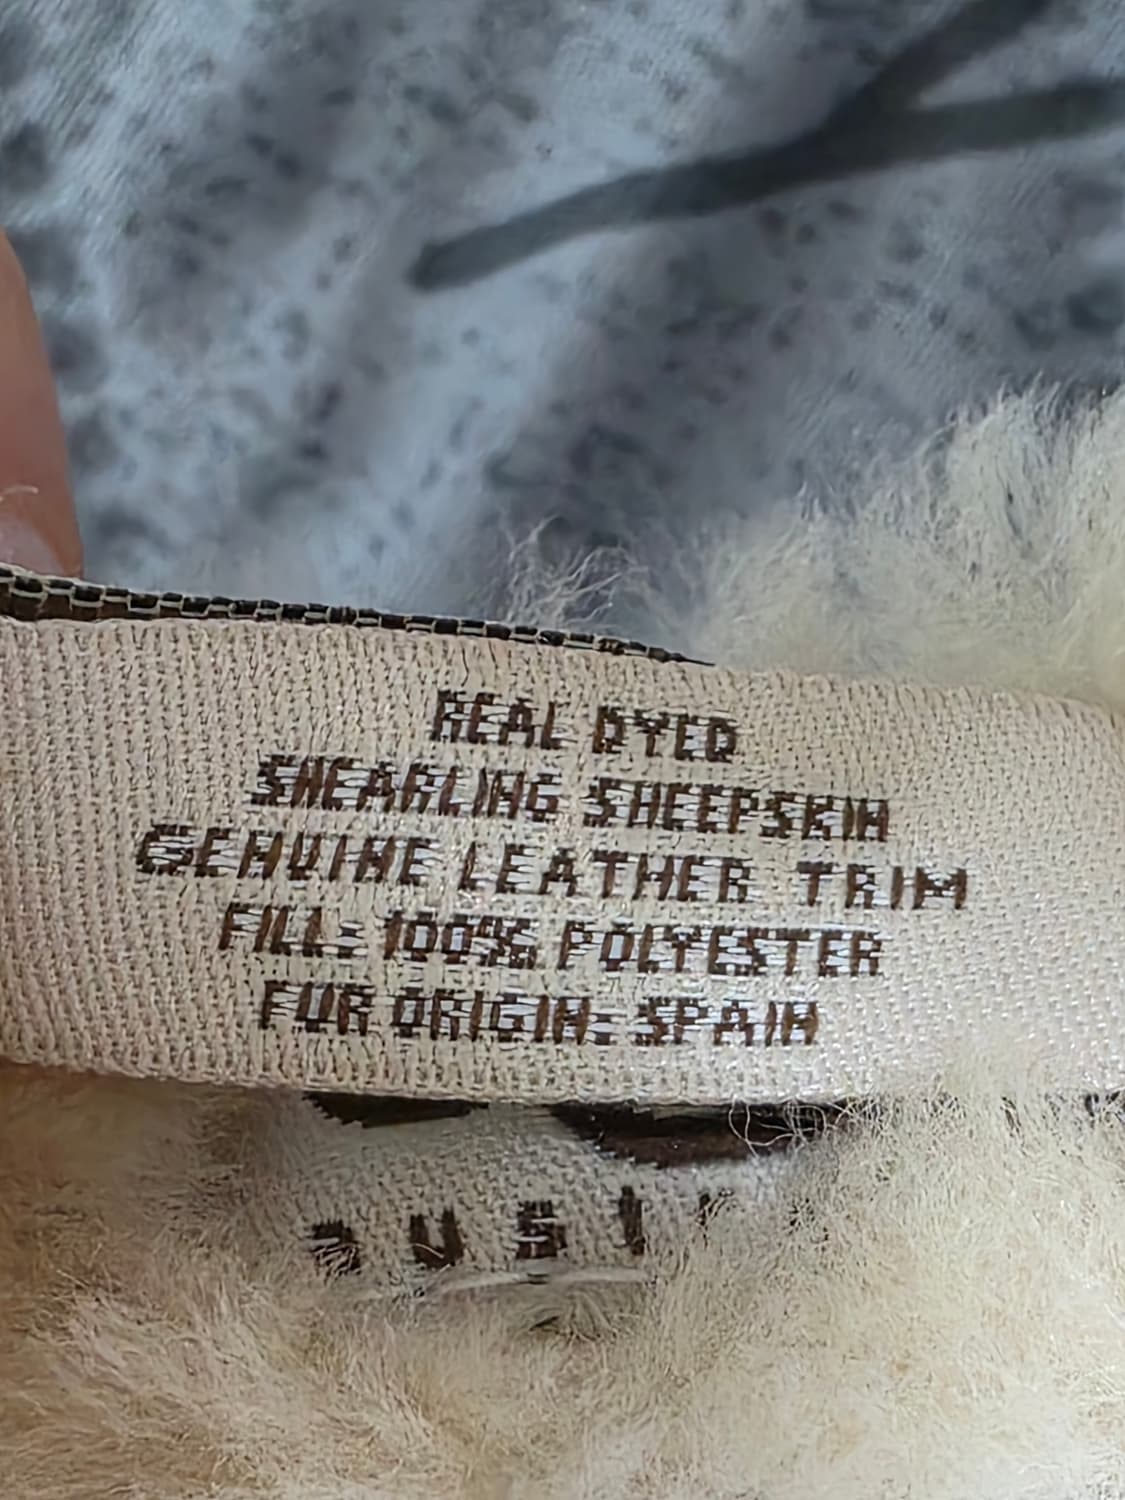 REAL DYED
SHEARLING SHEEPSKIN
GENUINE LEATHER TRIM
FILL: 100% POLYESTER
FUR ORIGIN: SPAIN